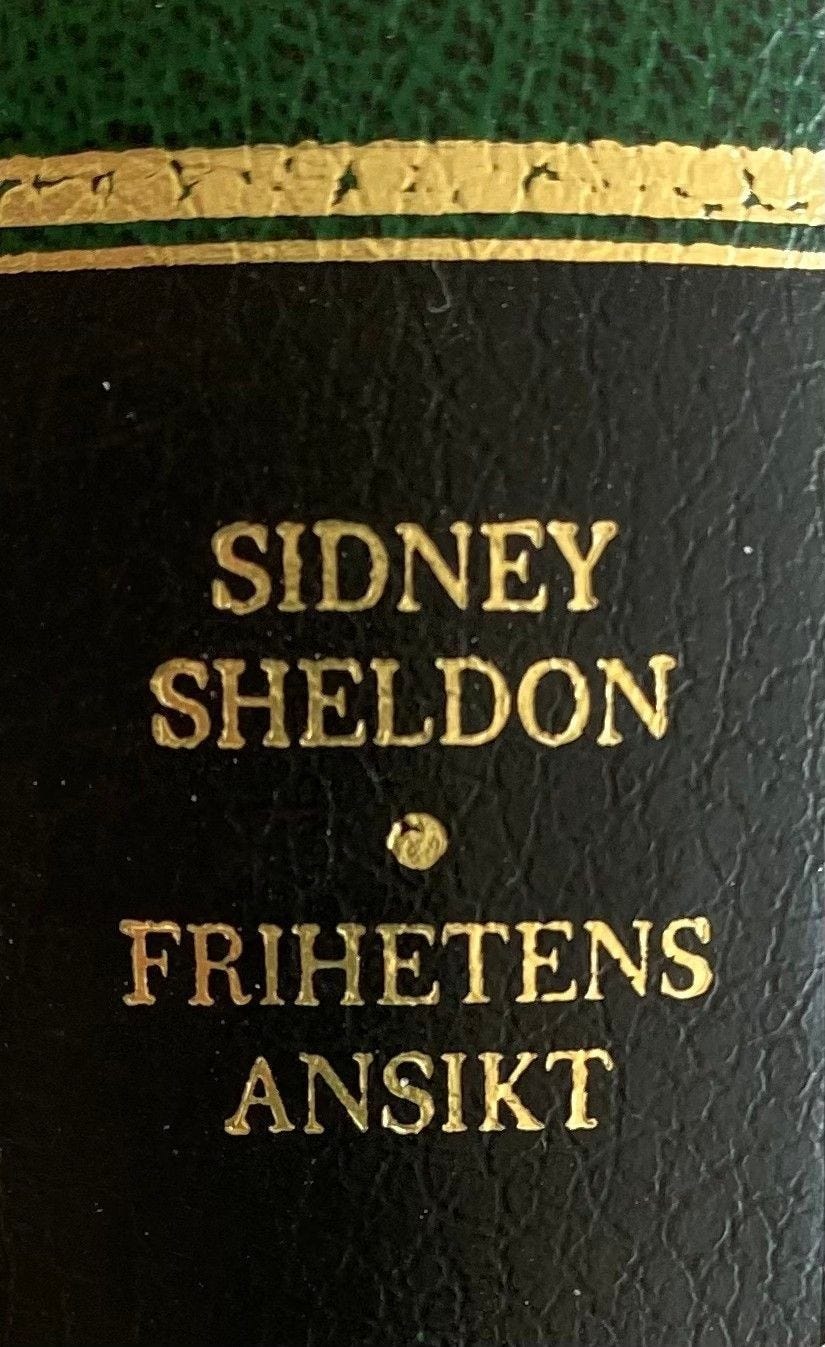 SIDNEY
SHELDON
•
FRIHETENS
ANSIKT